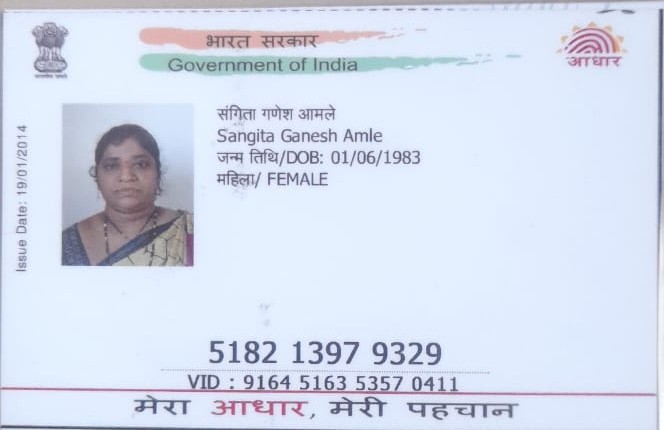 भारत सरकार
Government of India
आधार
Issue Date: 19/01/2014
संगिता गणेश आमले
Sangita Ganesh Amle
जन्म तिथि/DOB: 01/06/1983
महिला/ FEMALE
5182 1397 9329
VID : 9164 5163 5357 0411
मेरा आधार, मेरी पहचान